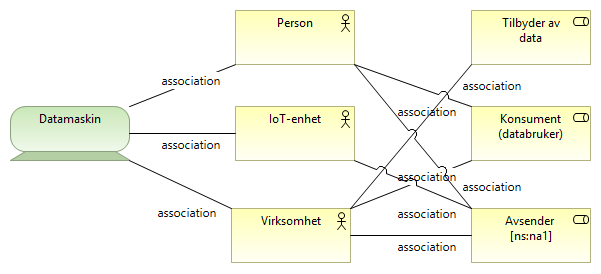 Person
Tilbyder av
data
association
association
Datamaskin
IoT-enhet
association
Konsument
(databruker)
association
association
association
association
Virksomhet
association
Avsender
[ns:na1]
association